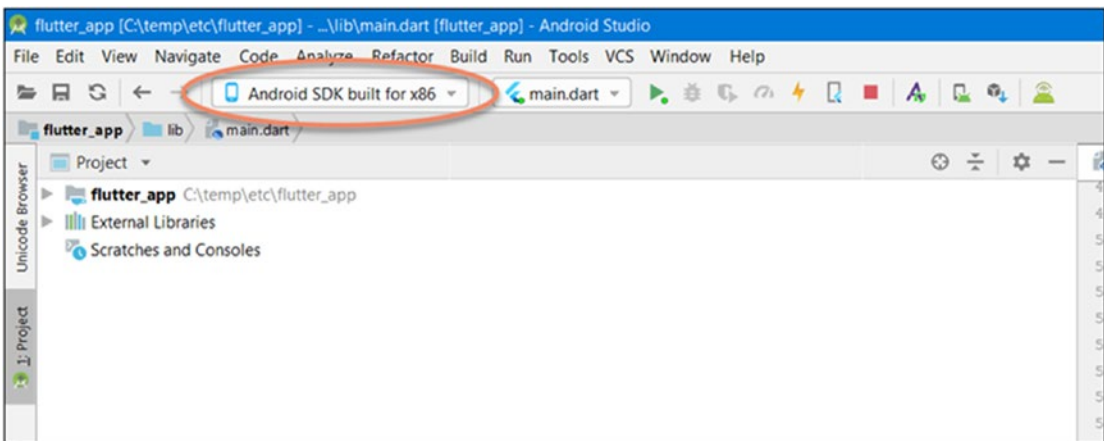 flutter_app [C:\temp\etc\flutter_app] - ...\lib\main.dart [flutter_app] - Android Studio
File Edit View Navigate Code Analyze Refactor Build Run Tools VCS Window Help
Android SDK built for x86 main.dart
flutter_app lib main.dart
Project
flutter_app C:\temp\etc\flutter_app
External Libraries
Scratches and Consoles
Unicode Browser
1: Project